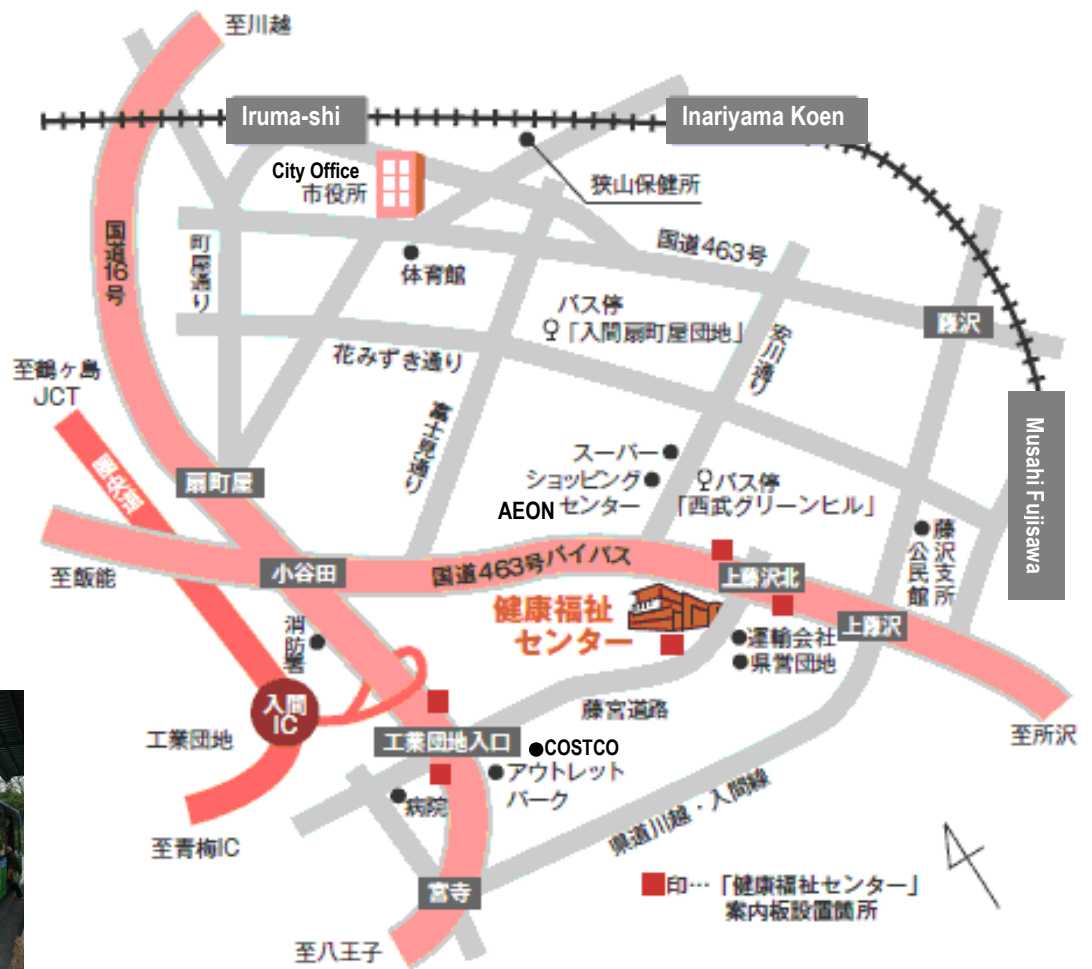 至川越
Iruma-shi
Inariyama Koen
City Office
市役所
狭山保健所
国道16号
町屋通り
体育館
国道463号
バス停
「入間扇町屋団地」
藤沢
安川通り
花みずき通り
至鶴ヶ島
JCT
富士見通り
Musahi Fujisawa
圏央道
扇町屋
スーパー
ショッピング
AEON センター
バス停
「西武グリーンヒル」
藤沢支所
公民館
至飯能
小谷田
国道463号バイパス
上藤沢北
健康福祉
センター
上藤沢
消防署
運輸会社
県営団地
入間
IC
藤宮道路
工業団地
工業団地入口
COSTCO
至所沢
アウトレット
パーク
病院
至青梅IC
県道川越・入間線
宮寺
印…「健康福祉センター」
案内板設置箇所
至八王子